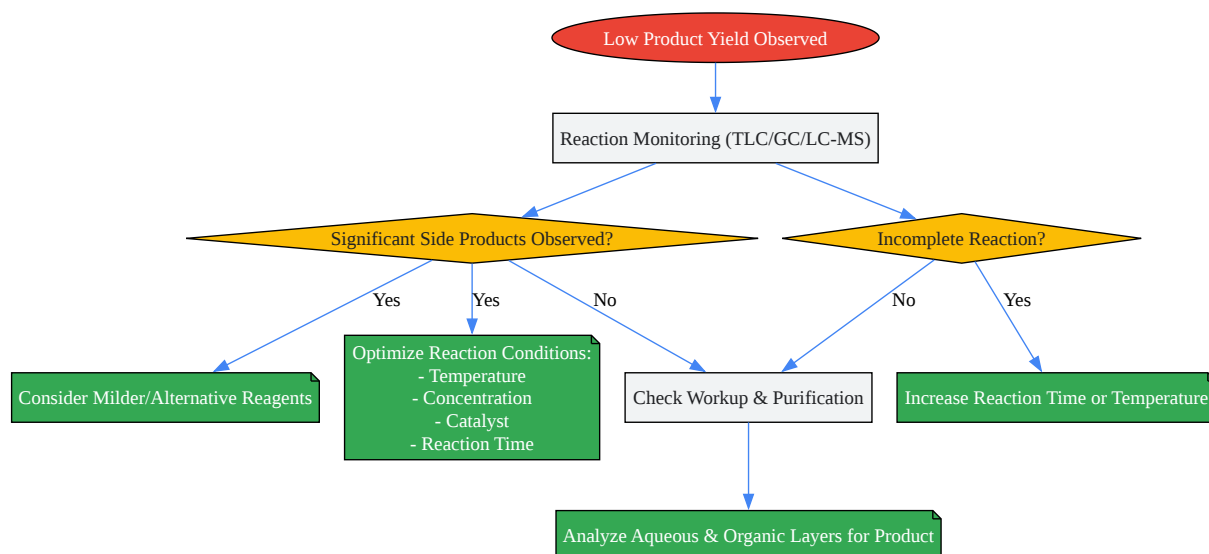 Low Product Yield Observed
Reaction Monitoring (TLC/GC/LC-MS)
Significant Side Products Observed?
Incomplete Reaction?
Yes
Yes
No
No
Yes
Consider Milder/Alternative Reagents
Optimize Reaction Conditions:
- Temperature
- Concentration
- Catalyst
- Reaction Time
Check Workup & Purification
Increase Reaction Time or Temperature
Analyze Aqueous & Organic Layers for Product